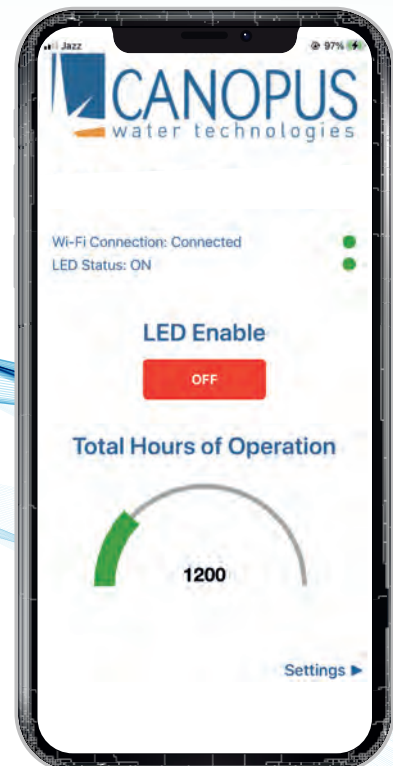 Jazz 97%
CANOPUS
water technologies
Wi-Fi Connection: Connected
LED Status: ON
LED Enable
OFF
Total Hours of Operation
1200
Settings ▶